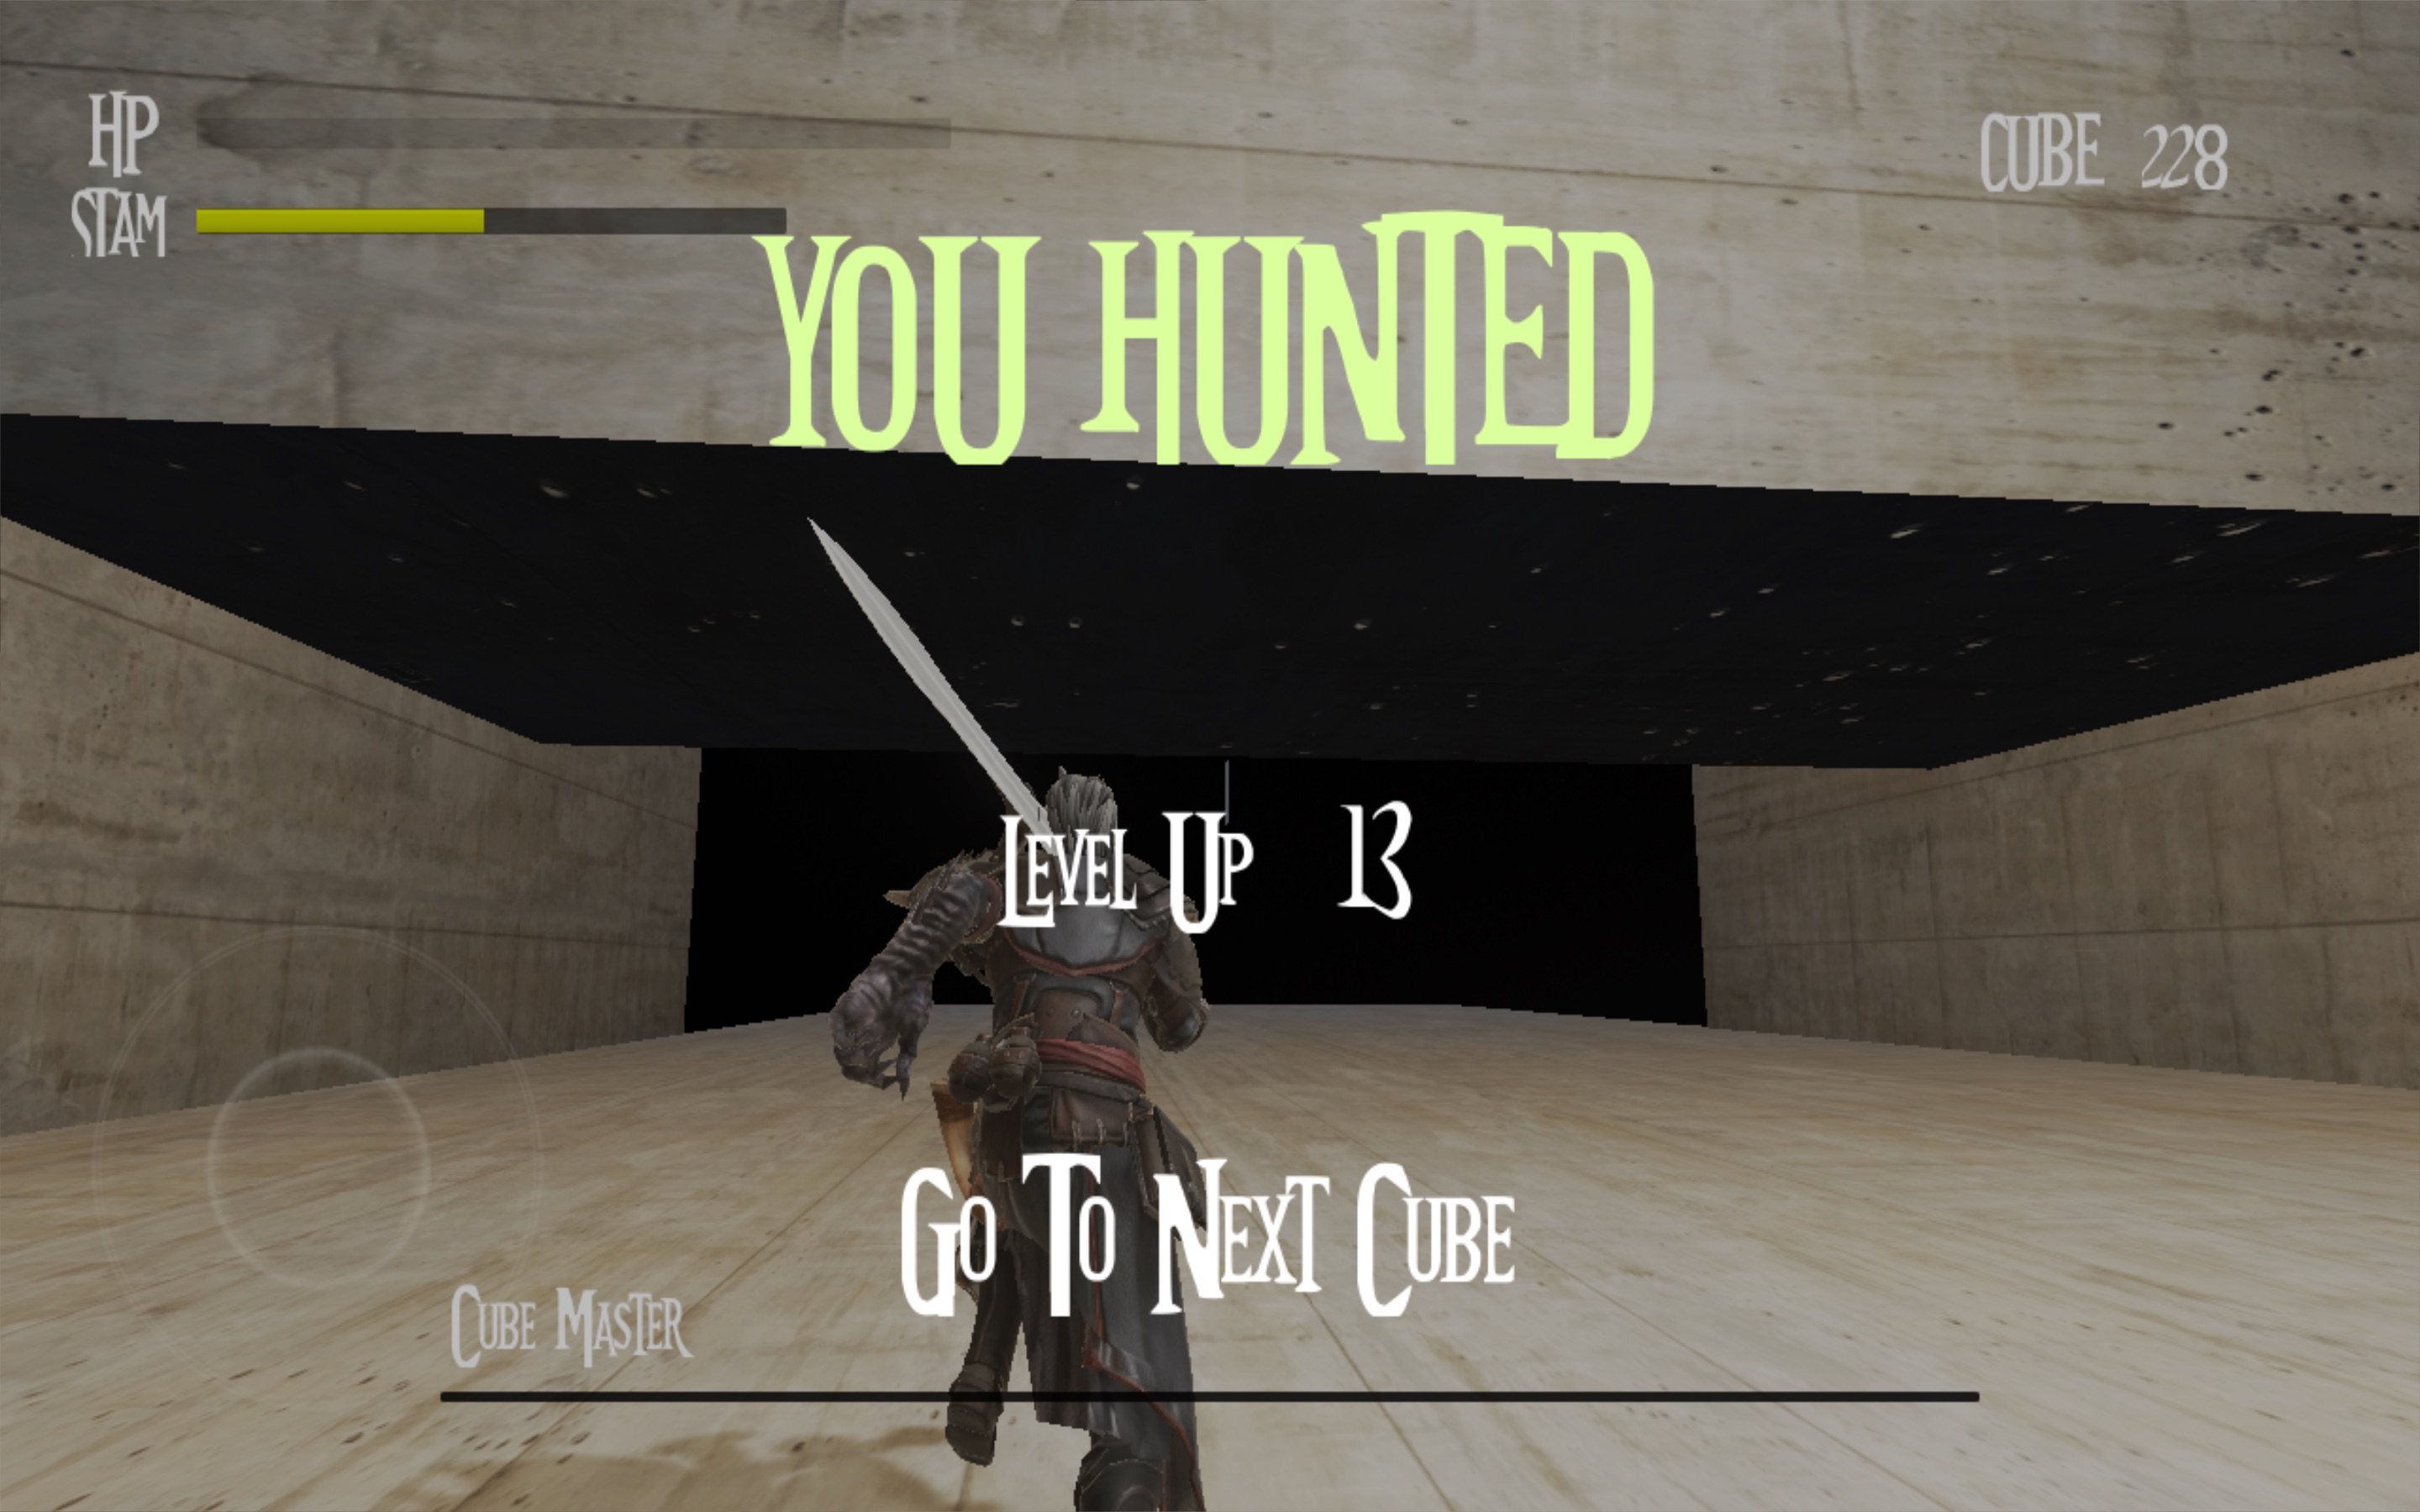 HP
STAM
CUBE 228
YOU HUNTED
Level Up 13
Go To Next Cube
Cube Master